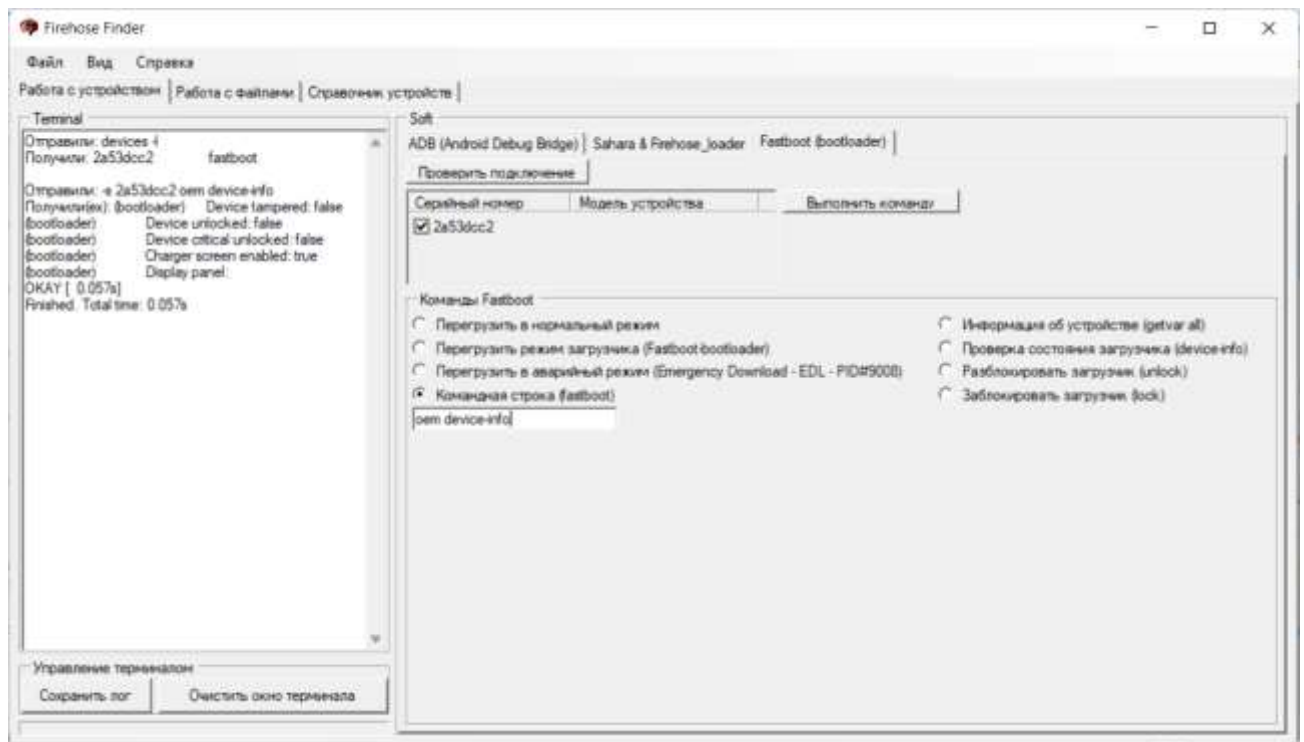 Firehose Finder
Файл Вид Справка
Работа с устройством Работа с файлами Справочник устройств
Terminal
Отправили: devices -l
Получили: 2a53dcc2 fastboot
Отправили: -s 2a53dcc2 oem device-info
Получили(ex): (bootloader) Device tampered: false
(bootloader) Device unlocked: false
(bootloader) Device critical unlocked: false
(bootloader) Charger screen enabled: true
(bootloader) Display panel:
OKAY [ 0.057s]
Finished. Total time: 0.057s
Управление терминалом
Сохранить лог Очистить окно терминала
Soft
ADB (Android Debug Bridge) Sahara & Firehose_loader Fastboot (bootloader)
Проверить подключение
Серийный номер Модель устройства Выполнить команду
2a53dcc2
Команды Fastboot
Перегрузить в нормальный режим
Перегрузить режим загрузчика (Fastboot-bootloader)
Перегрузить в аварийный режим (Emergency Download - EDL - PID#9008)
Командная строка (fastboot)
oem device-info
Информация об устройстве (getvar all)
Проверка состояния загрузчика (device-info)
Разблокировать загрузчик (unlock)
Заблокировать загрузчик (lock)